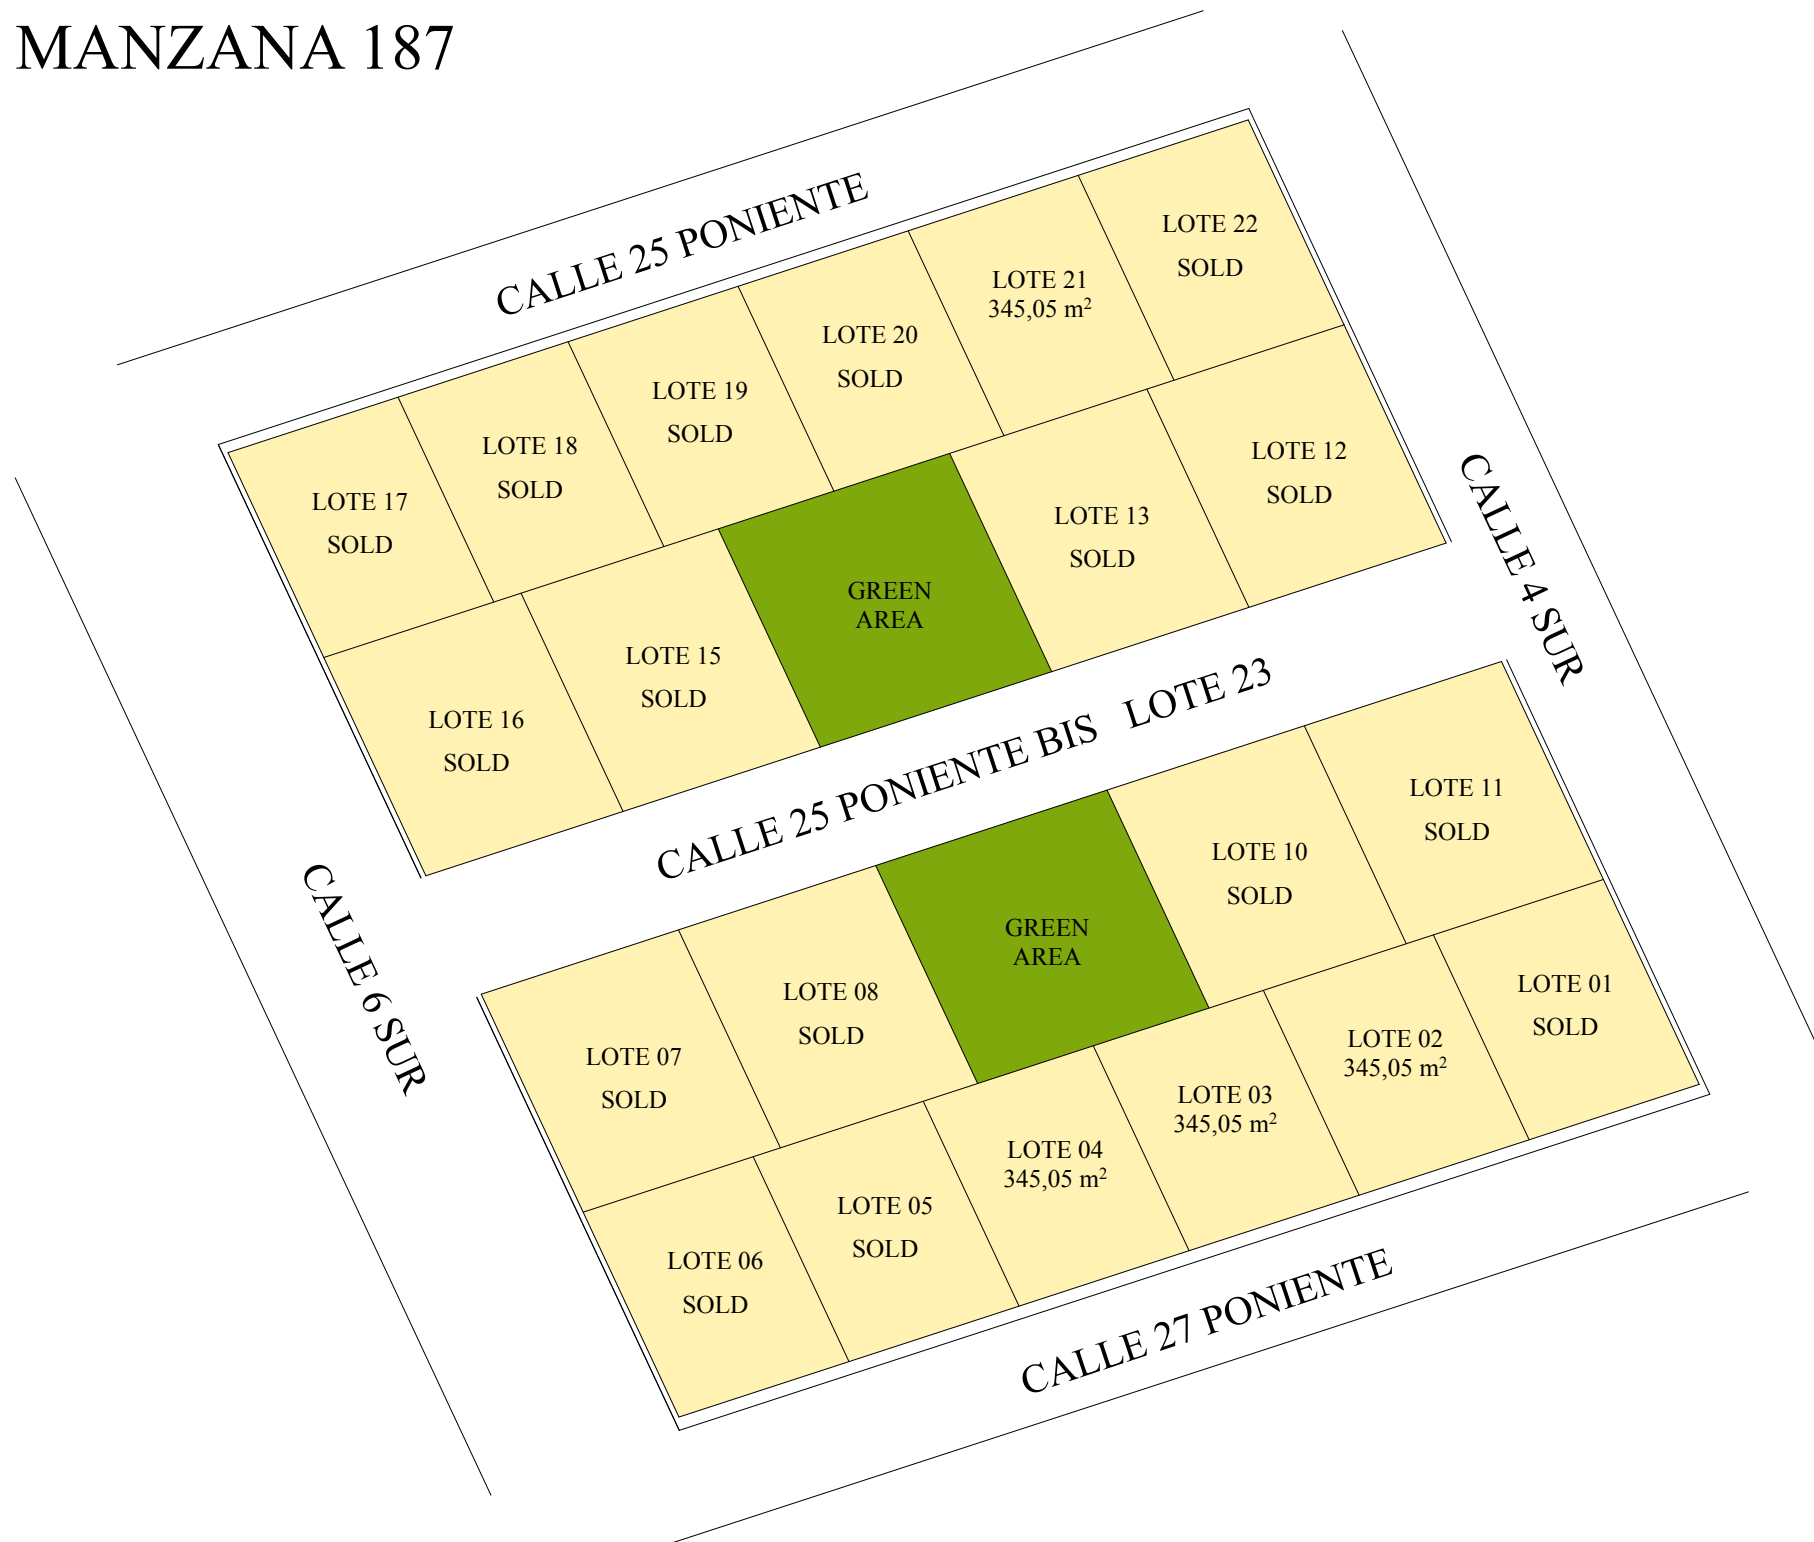 MANZANA 187
CALLE 25 PONIENTE
LOTE 22
SOLD
LOTE 21
345,05 m²
LOTE 20
SOLD
LOTE 19
SOLD
LOTE 18
SOLD
LOTE 17
SOLD
LOTE 12
SOLD
LOTE 13
SOLD
GREEN
AREA
LOTE 15
SOLD
LOTE 16
SOLD
CALLE 4 SUR
CALLE 25 PONIENTE BIS LOTE 23
CALLE 6 SUR
LOTE 11
SOLD
LOTE 10
SOLD
GREEN
AREA
LOTE 08
SOLD
LOTE 07
SOLD
LOTE 01
SOLD
LOTE 02
345,05 m²
LOTE 03
345,05 m²
LOTE 04
345,05 m²
LOTE 05
SOLD
LOTE 06
SOLD
CALLE 27 PONIENTE